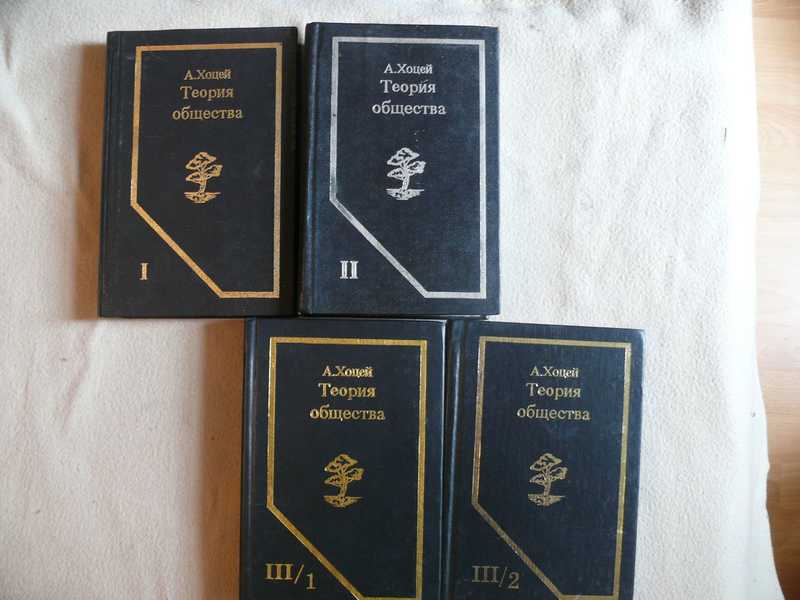 А.Хоцей
Теория
общества
I
А.Хоцей
Теория
общества
II
А.Хоцей
Теория
общества
III/1
А.Хоцей
Теория
общества
III/2